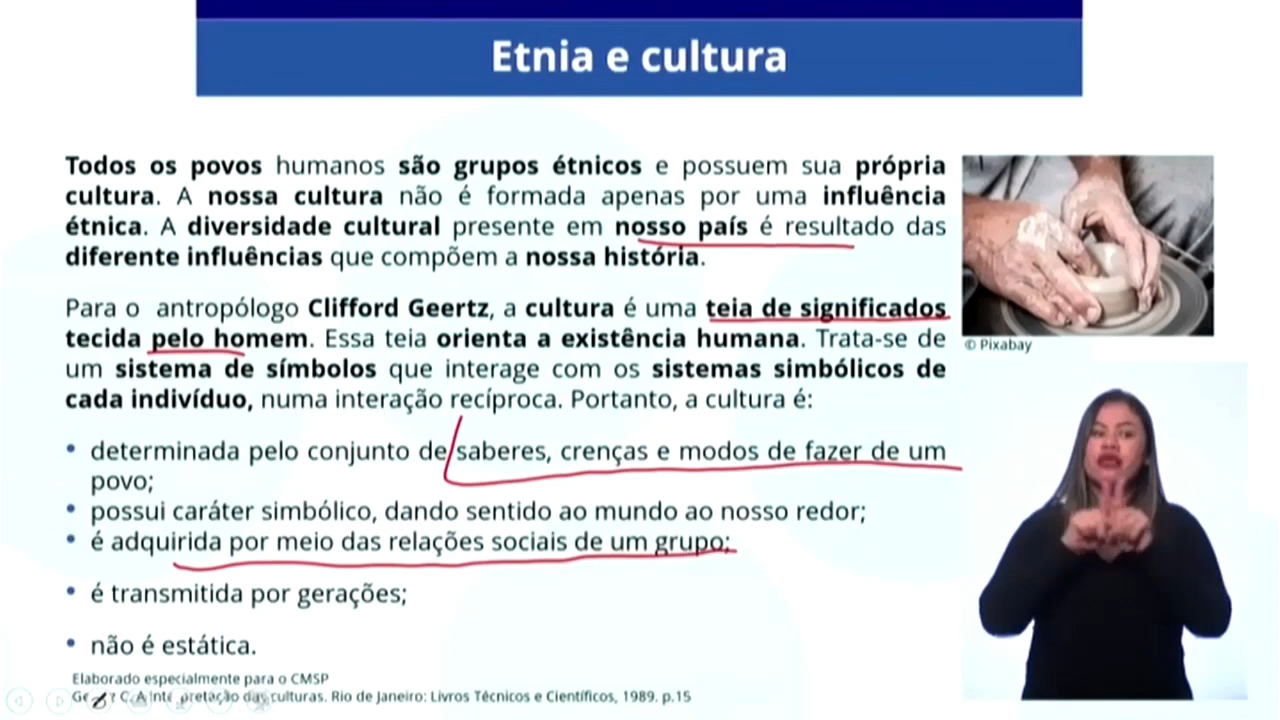 Etnia e cultura
Todos os povos humanos são grupos étnicos e possuem sua própria
cultura. A nossa cultura não é formada apenas por uma influência
étnica. A diversidade cultural presente em nosso país é resultado das
diferente influências que compõem a nossa história.
Para o antropólogo Clifford Geertz, a cultura é uma teia de significados
tecida pelo homem. Essa teia orienta a existência humana. Trata-se de
um sistema de símbolos que interage com os sistemas simbólicos de
cada indivíduo, numa interação recíproca. Portanto, a cultura é:
• determinada pelo conjunto de saberes, crenças e modos de fazer de um
povo;
• possui caráter simbólico, dando sentido ao mundo ao nosso redor;
• é adquirida por meio das relações sociais de um grupo;
• é transmitida por gerações;
• não é estática.
© Pixabay
Elaborado especialmente para o CMSP
C. A culturas. Rio de Janeiro: Livros Técnicos e Científicos, 1989. p.15